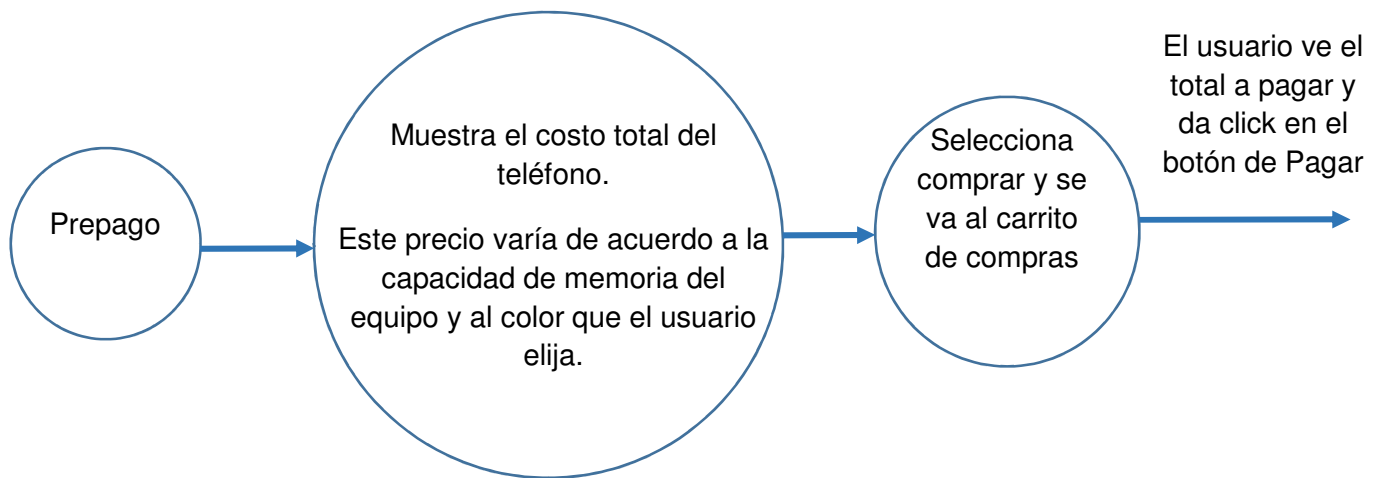 Prepago
Muestra el costo total del
teléfono.
Este precio varía de acuerdo a la
capacidad de memoria del
equipo y al color que el usuario
elija.
Selecciona
comprar y se
va al carrito
de compras
El usuario ve el
total a pagar y
da click en el
botón de Pagar